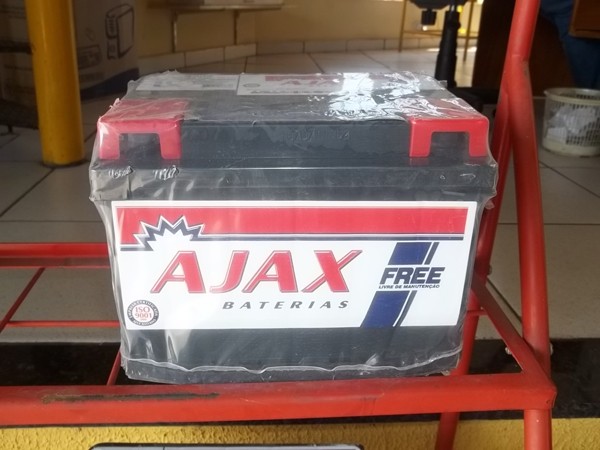 AJAX
BATERIAS
FREE
LIVRE DE MANUTENÇÃO
ISO
9001